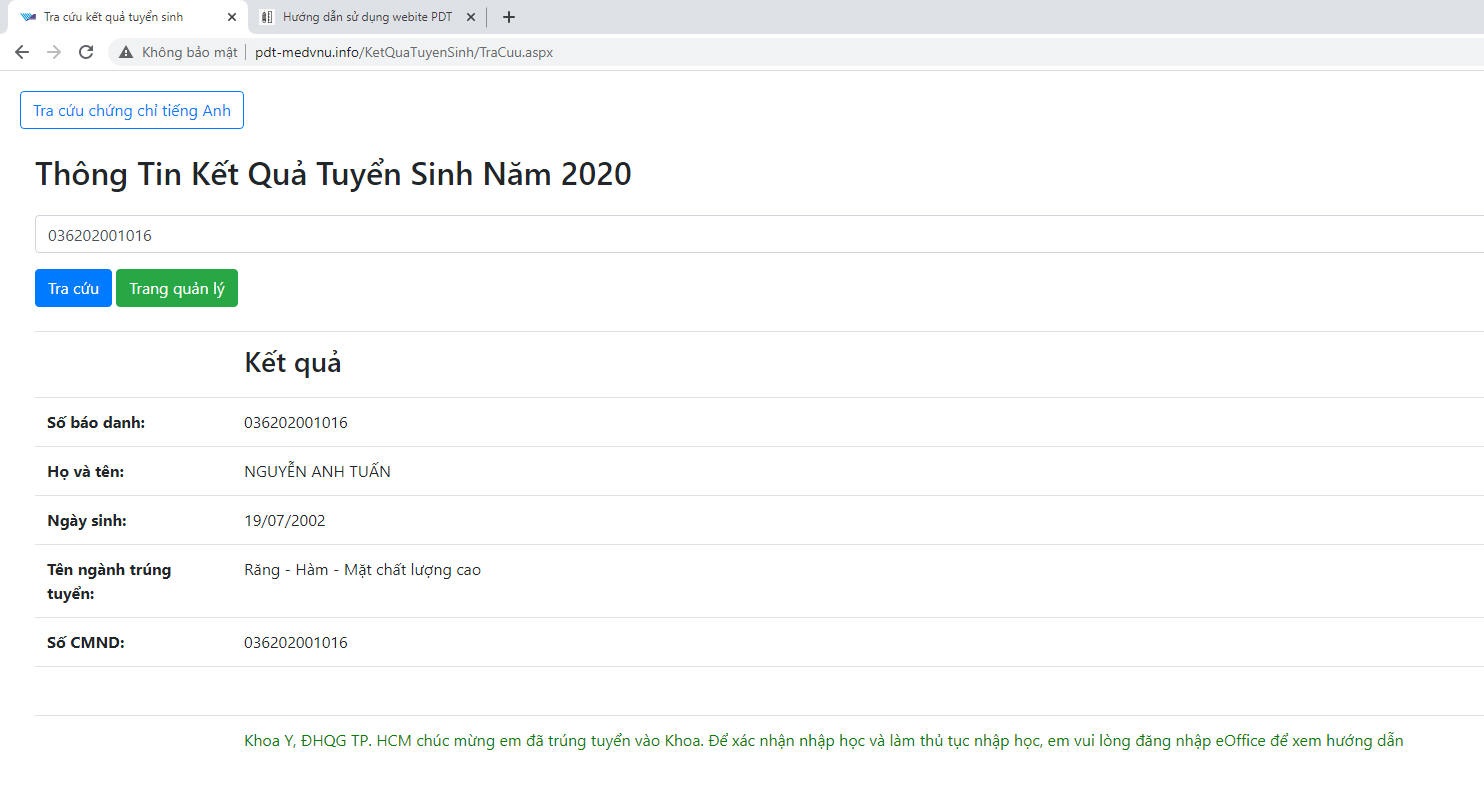 Tra cứu kết quả tuyển sinh
Hướng dẫn sử dụng webite PDT
Không bảo mật
pdt-medvnu.info/KetQuaTuyenSinh/TraCuu.aspx
Tra cứu chứng chỉ tiếng Anh
Thông Tin Kết Quả Tuyển Sinh Năm 2020
036202001016
Tra cứu Trang quản lý
Kết quả
Số báo danh: 036202001016
Họ và tên: NGUYỄN ANH TUẤN
Ngày sinh: 19/07/2002
Tên ngành trúng tuyển: Răng - Hàm - Mặt chất lượng cao
Số CMND: 036202001016
Khoa Y, ĐHQG TP. HCM chúc mừng em đã trúng tuyển vào Khoa. Để xác nhận nhập học và làm thủ tục nhập học, em vui lòng đăng nhập eOffice để xem hướng dẫn